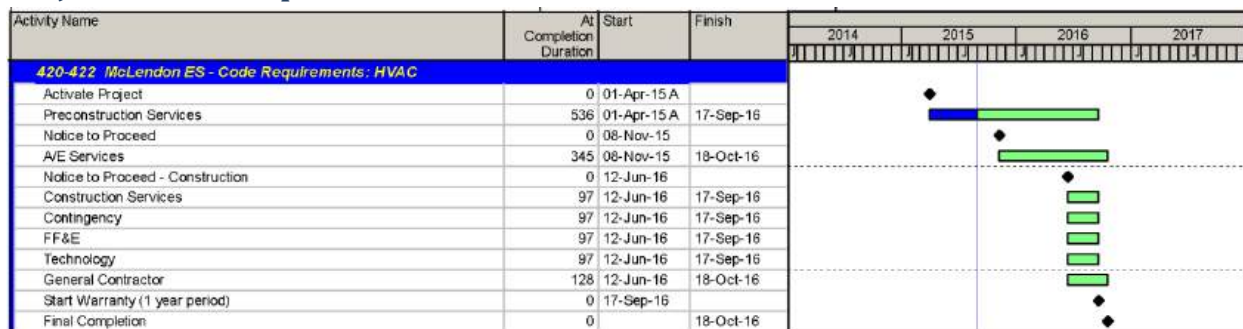 Activity Name At Start Finish
Completion
Duration
2014 2015 2016 2017
J J J J J J J J
420-422 McLendon ES - Code Requirements: HVAC
Activate Project 0 01-Apr-15 A
Preconstruction Services 536 01-Apr-15 A 17-Sep-16
Notice to Proceed 0 08-Nov-15
A/E Services 345 08-Nov-15 18-Oct-16
Notice to Proceed - Construction 0 12-Jun-16
Construction Services 97 12-Jun-16 17-Sep-16
Contingency 97 12-Jun-16 17-Sep-16
FF&E 97 12-Jun-16 17-Sep-16
Technology 97 12-Jun-16 17-Sep-16
General Contractor 128 12-Jun-16 18-Oct-16
Start Warranty (1 year period) 0 17-Sep-16
Final Completion 0 18-Oct-16